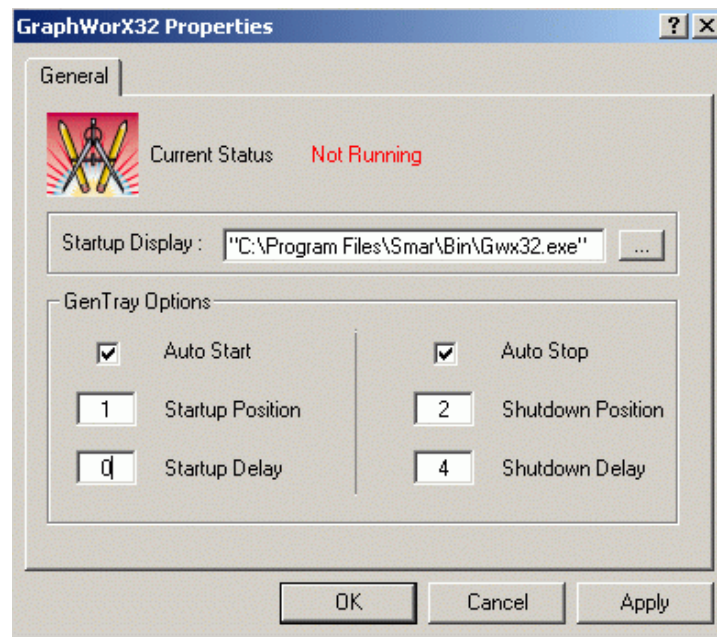 GraphWorX32 Properties
General
Current Status Not Running
Startup Display : "C:\Program Files\Smar\Bin\Gwx32.exe" ...
GenTray Options
Auto Start Auto Stop
1 Startup Position 2 Shutdown Position
0 Startup Delay 4 Shutdown Delay
OK Cancel Apply